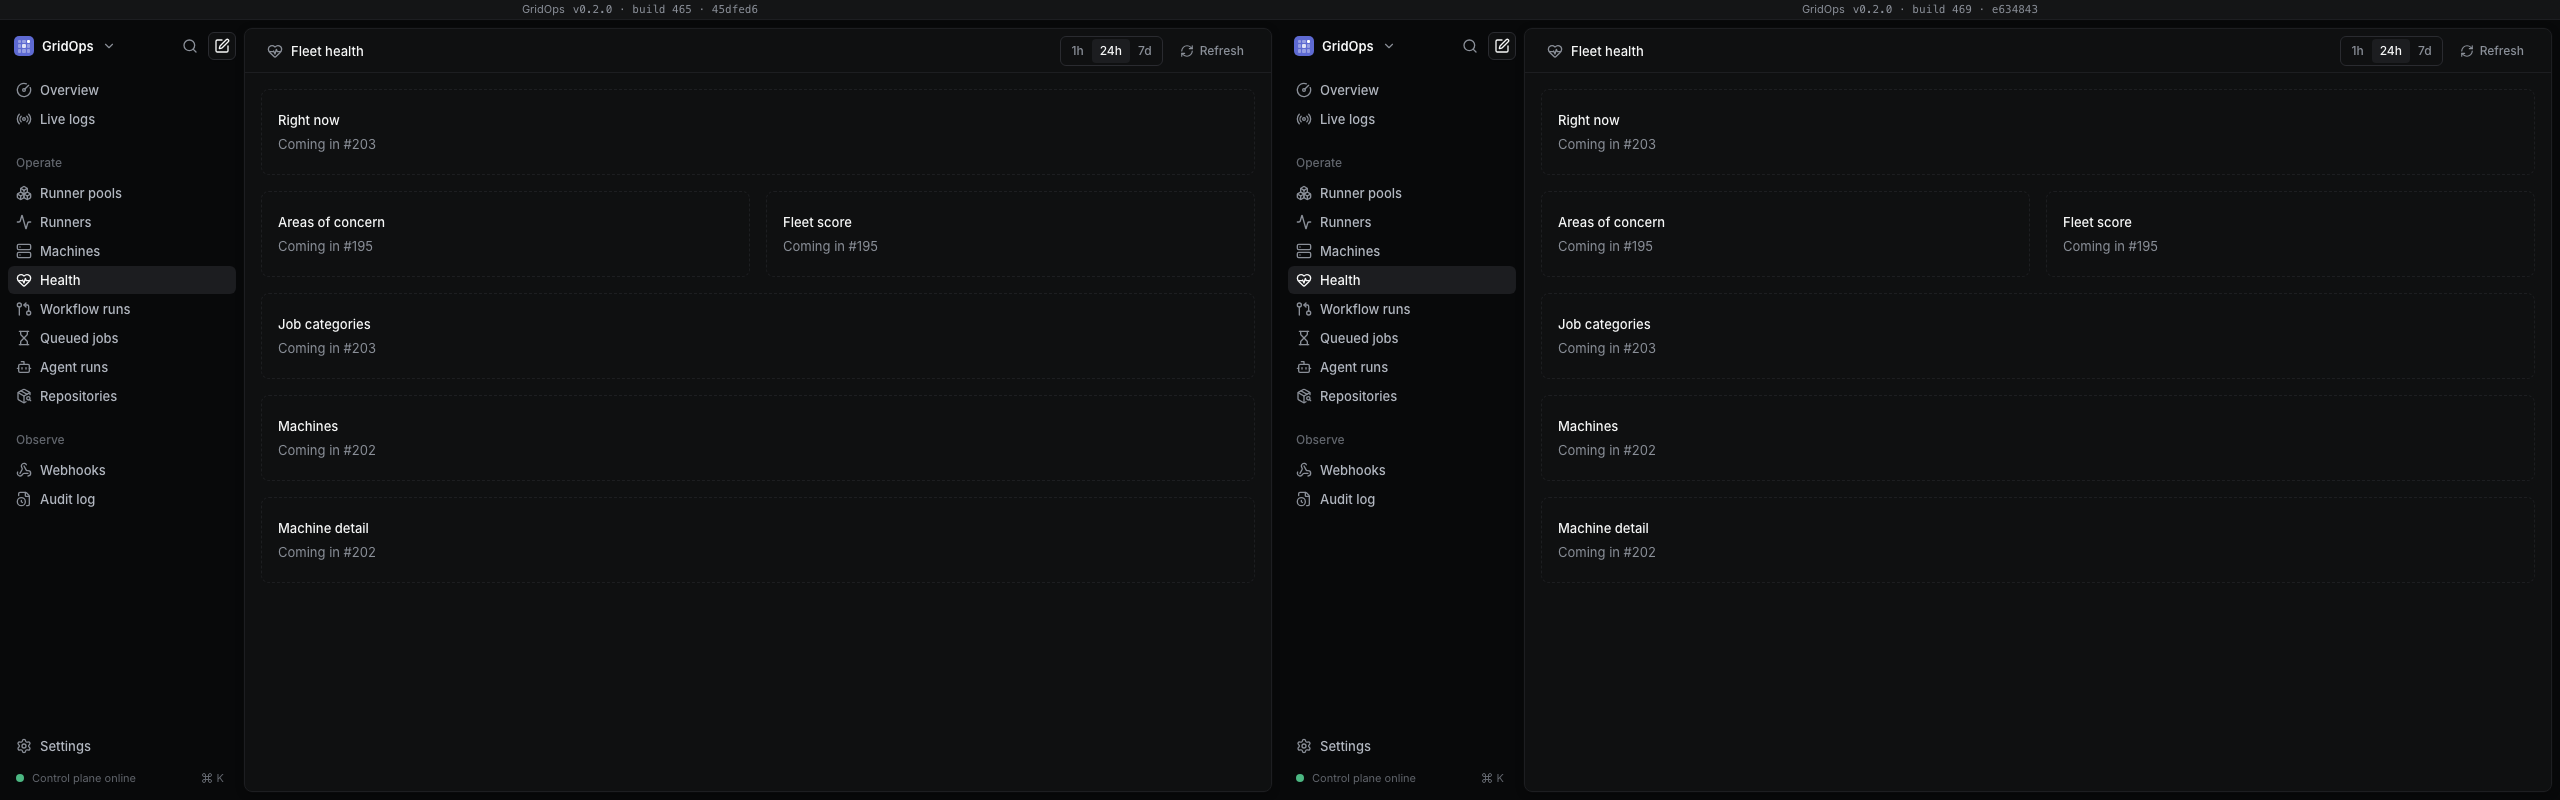 GridOps v0.2.0 · build 465 · 45dfed6
GridOps
Overview
Live logs
Operate
Runner pools
Runners
Machines
Health
Workflow runs
Queued jobs
Agent runs
Repositories
Observe
Webhooks
Audit log
Settings
Control plane online ⌘ K
Fleet health 1h 24h 7d Refresh
Right now
Coming in #203
Areas of concern
Coming in #195
Fleet score
Coming in #195
Job categories
Coming in #203
Machines
Coming in #202
Machine detail
Coming in #202
GridOps v0.2.0 · build 469 · e634843
GridOps
Overview
Live logs
Operate
Runner pools
Runners
Machines
Health
Workflow runs
Queued jobs
Agent runs
Repositories
Observe
Webhooks
Audit log
Settings
Control plane online ⌘ K
Fleet health 1h 24h 7d Refresh
Right now
Coming in #203
Areas of concern
Coming in #195
Fleet score
Coming in #195
Job categories
Coming in #203
Machines
Coming in #202
Machine detail
Coming in #202